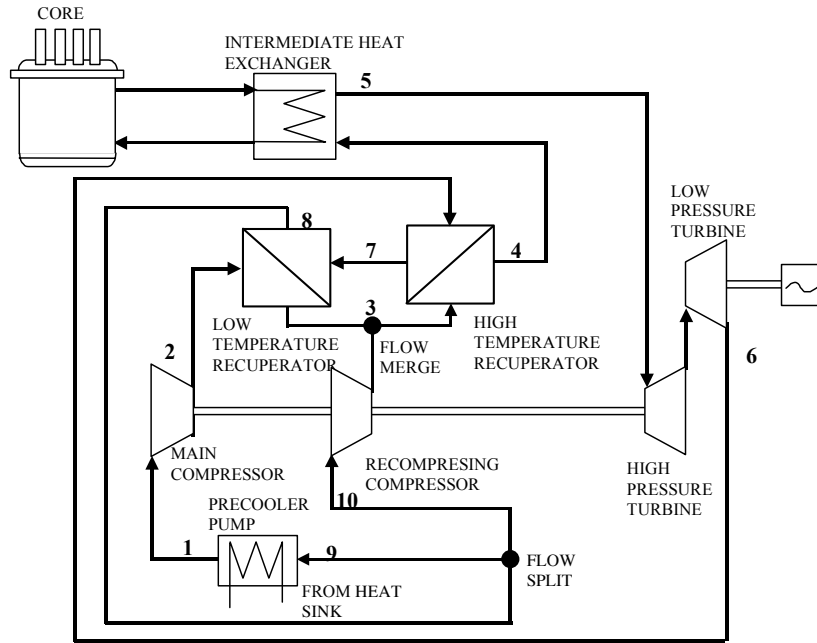 CORE
INTERMEDIATE HEAT
EXCHANGER
5
LOW
PRESSURE
TURBINE
8
7
4
3
LOW
TEMPERATURE
RECUPERATOR
FLOW
MERGE
HIGH
TEMPERATURE
RECUPERATOR
2
6
MAIN
COMPRESSOR
RECOMPRESING
COMPRESSOR
HIGH
PRESSURE
TURBINE
10
PRECOOLER
PUMP
1
9
FLOW
SPLIT
FROM HEAT
SINK